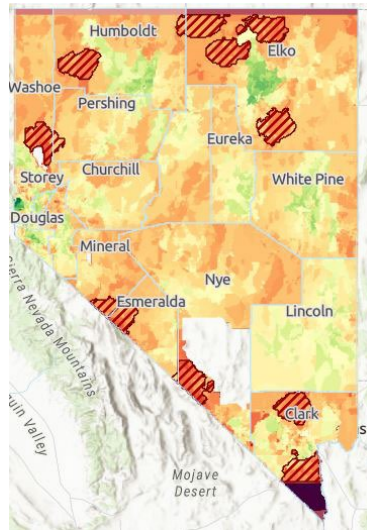 Humboldt
Elko
Washoe
Pershing
Eureka
Storey
Churchill
White Pine
Douglas
Mineral
Nye
Esmeralda
Lincoln
Sierra Nevada Mountains
Clark
s
quin Valley
Mojave
Desert